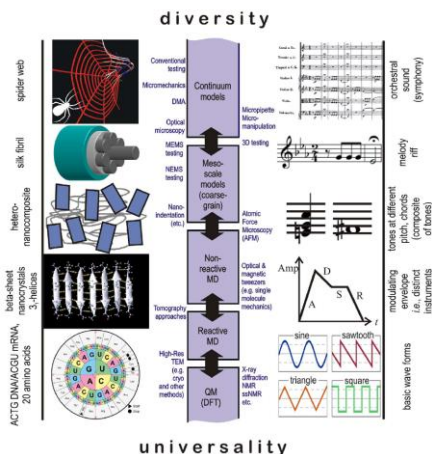 diversity
spider web
silk fibril
hetero-
nanocomposite
beta-sheet
nanocrystals
3,-helices
ACTG DNA/ACGU mRNA,
20 amino acids
Conventional
testing
Micromechanics
DMA
Optical
microscopy
MEMS
testing
NEMS
testing
Nano-
indentation
(etc.)
Tomography
approaches
High-Res
TEM
(e.g.
cryo
and other
methods)
Continuum
models
Meso-
scale
models
(coarse-
grain)
Non-
reactive
MD
Reactive
MD
QM
(DFT)
Micropipette
Micro-
manipulation
3D testing
Atomic
Force
Microscopy
(AFM)
Optical &
magnetic
tweezers
(e.g. single
molecule
mechanics)
X-ray
diffraction
NMR
ssNMR
etc.
orchestral
sound
(symphony)
melody
riff
tones at different
pitch, chords
(composite
of tones)
Amp
D
S
A
R
t
modulating
envelope
i.e., distinct
instruments
sine
sawtooth
triangle
square
basic wave forms
universality